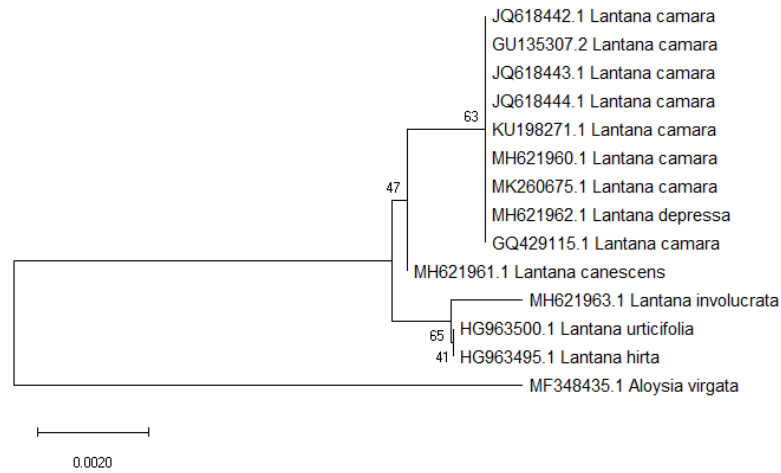 JQ618442.1 Lantana camara
GU135307.2 Lantana camara
JQ618443.1 Lantana camara
JQ618444.1 Lantana camara
63
KU198271.1 Lantana camara
MH621960.1 Lantana camara
47
MK260675.1 Lantana camara
MH621962.1 Lantana depressa
GQ429115.1 Lantana camara
MH621961.1 Lantana canescens
MH621963.1 Lantana involucrata
65
HG963500.1 Lantana urticifolia
41
HG963495.1 Lantana hirta
MF348435.1 Aloysia virgata
0.0020